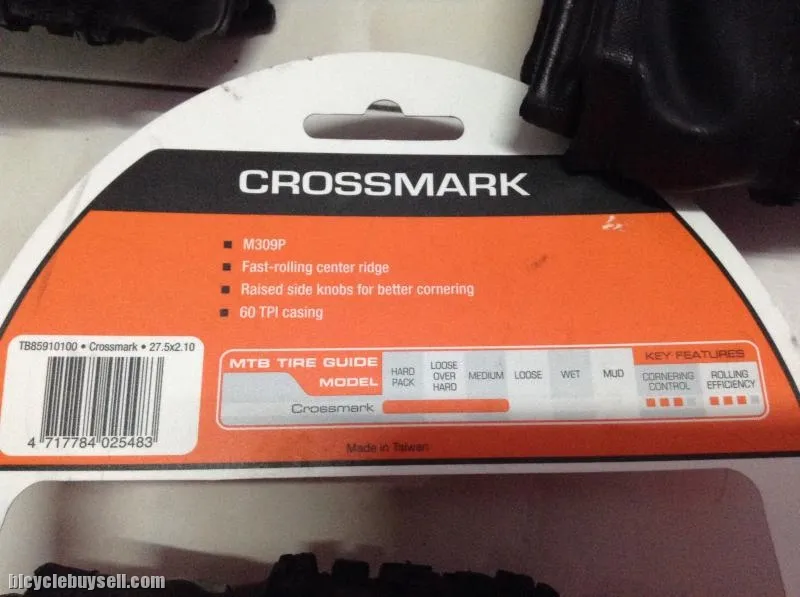 CROSSMARK
M309P
Fast-rolling center ridge
Raised side knobs for better cornering
60 TPI casing
TB85910100 • Crossmark • 27.5x2.10
4 717784 025483
MTB TIRE GUIDE
MODEL
HARD PACK
LOOSE OVER HARD
MEDIUM
LOOSE
WET
MUD
KEY FEATURES
CORNERING CONTROL
ROLLING EFFICIENCY
Crossmark
Made in Taiwan
bicyclebuysell.com